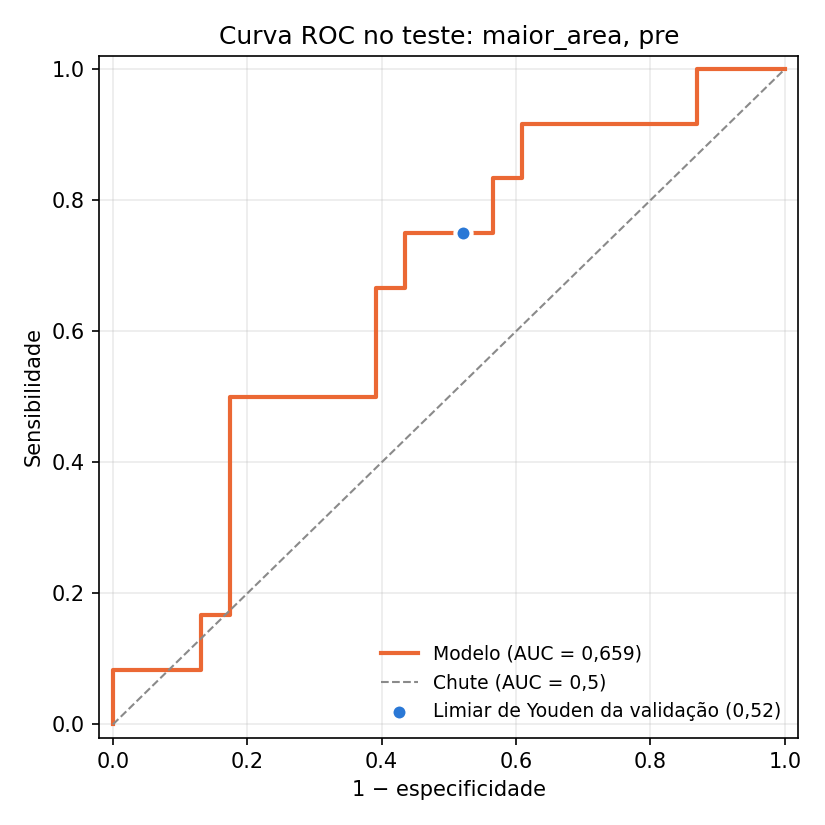 Curva ROC no teste: maior_area, pre
1.0
0.8
0.6
0.4
0.2
0.0
Sensibilidade
Modelo (AUC = 0,659)
Chute (AUC = 0,5)
Limiar de Youden da validação (0,52)
0.0 0.2 0.4 0.6 0.8 1.0
1 − especificidade